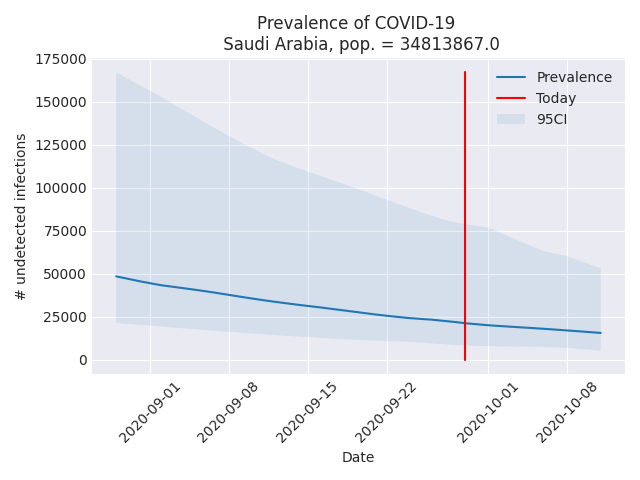 Prevalence of COVID-19
Saudi Arabia, pop. = 34813867.0
175000
150000
125000
100000
75000
50000
25000
0
# undetected infections
Prevalence
Today
95CI
2020-09-01
2020-09-08
2020-09-15
2020-09-22
2020-10-01
2020-10-08
Date